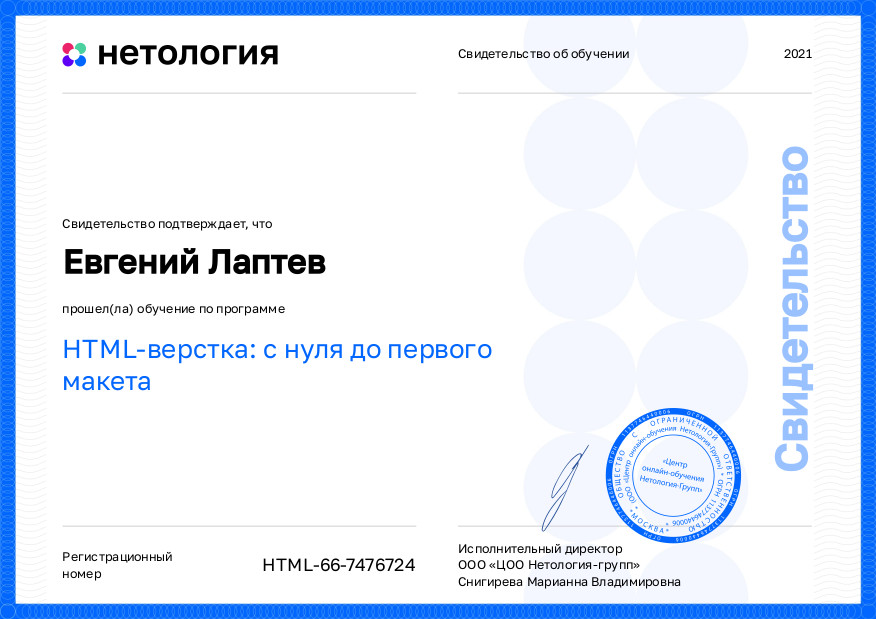 нетология
Свидетельство об обучении 2021
Свидетельство подтверждает, что
Евгений Лаптев
прошел(ла) обучение по программе
HTML-верстка: с нуля до первого
макета
Свидетельство
ОБЩЕСТВО С ОГРАНИЧЕННОЙ ОТВЕТСТВЕННОСТЬЮ
*МОСКВА*
(ООО) «Центр онлайн-обучения Нетология-Групп») * ОГРН 1137746440006 *
«Центр
онлайн-обучения
Нетология-Групп»
Регистрационный
номер
HTML-66-7476724
Исполнительный директор
ООО «ЦОО Нетология-групп»
Снигирева Марианна Владимировна